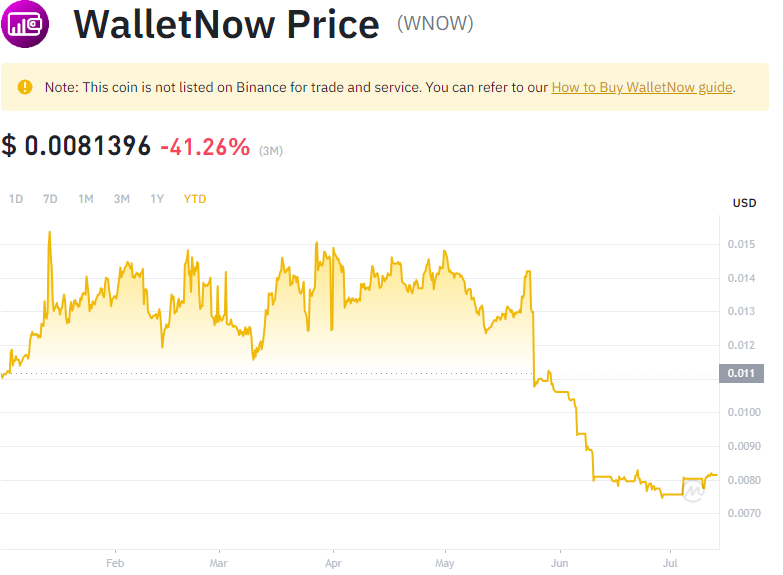 WalletNow Price (WNOW)
Note: This coin is not listed on Binance for trade and service. You can refer to our How to Buy WalletNow guide.
$ 0.0081396 -41.26% (3M)
1D 7D 1M 3M 1Y YTD
USD
0.015
0.014
0.013
0.012
0.011
0.0100
0.0090
0.0080
0.0070
Feb Mar Apr May Jun Jul